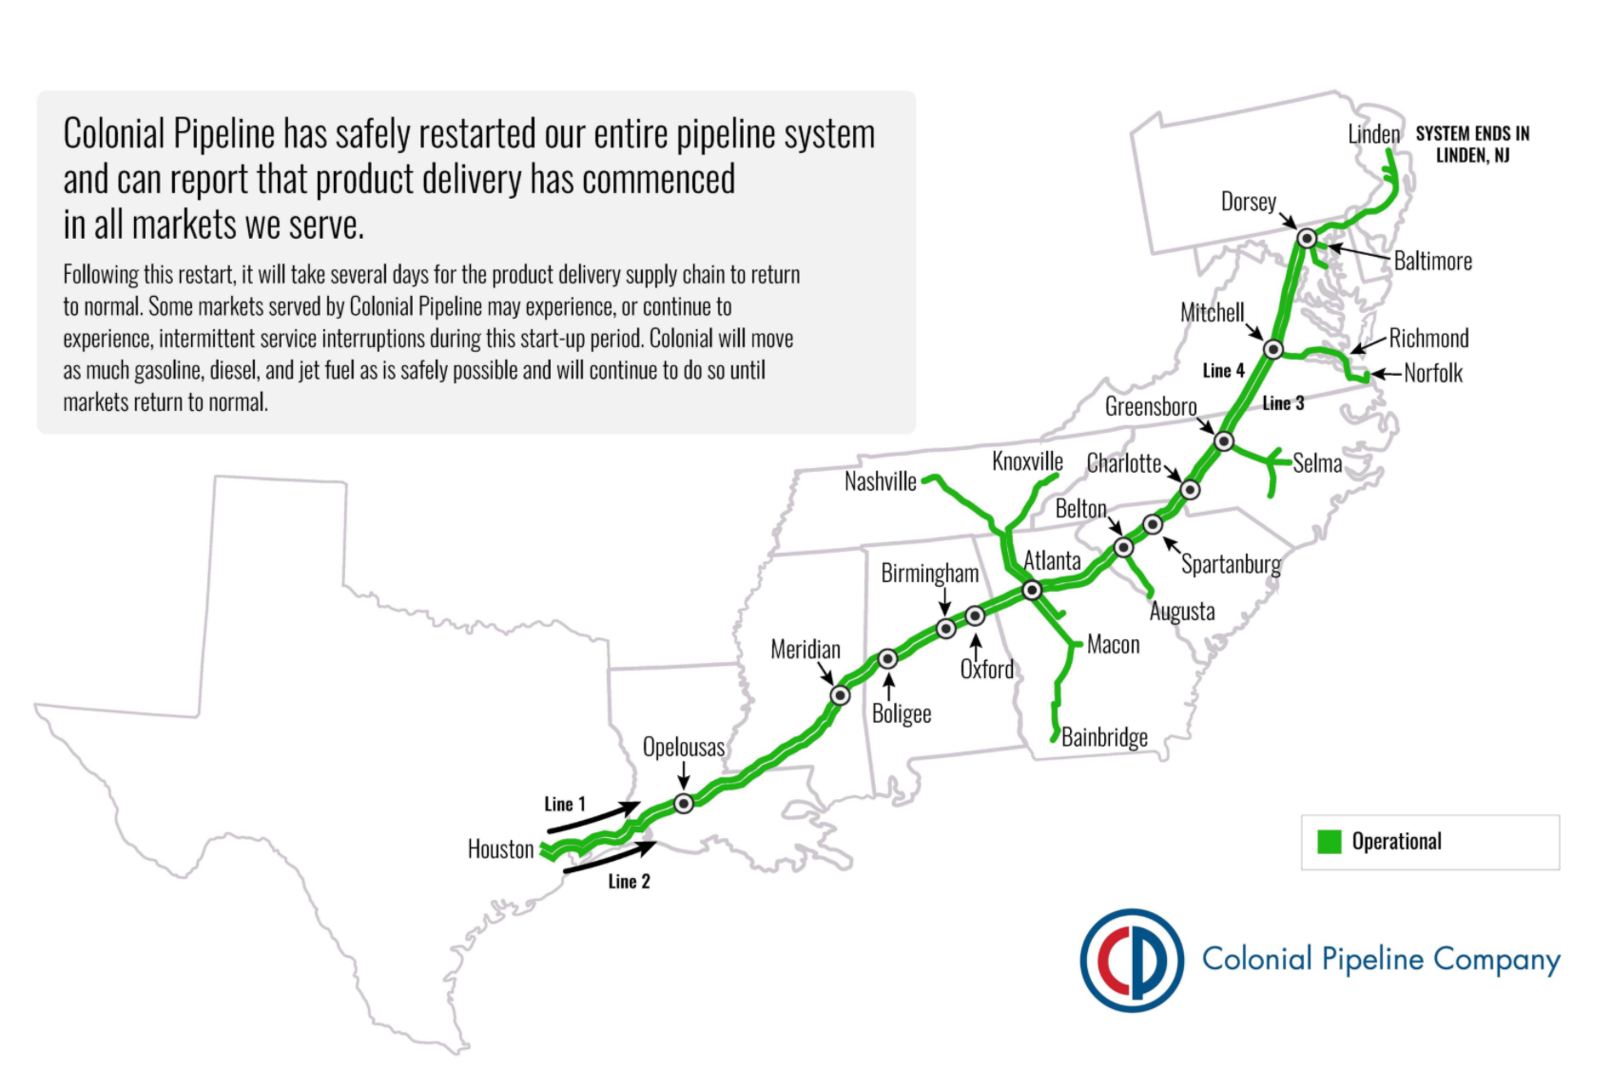 Colonial Pipeline has safely restarted our entire pipeline system
and can report that product delivery has commenced
in all markets we serve.
Following this restart, it will take several days for the product delivery supply chain to return
to normal. Some markets served by Colonial Pipeline may experience, or continue to
experience, intermittent service interruptions during this start-up period. Colonial will move
as much gasoline, diesel, and jet fuel as is safely possible and will continue to do so until
markets return to normal.
Linden
SYSTEM ENDS IN
LINDEN, NJ
Dorsey
Baltimore
Mitchell
Richmond
Line 4
Norfolk
Greensboro
Line 3
Nashville
Knoxville
Charlotte
Selma
Belton
Atlanta
Spartanburg
Birmingham
Augusta
Meridian
Macon
Oxford
Boligee
Bainbridge
Opelousas
Line 1
Houston
Line 2
Operational
CP
Colonial Pipeline Company